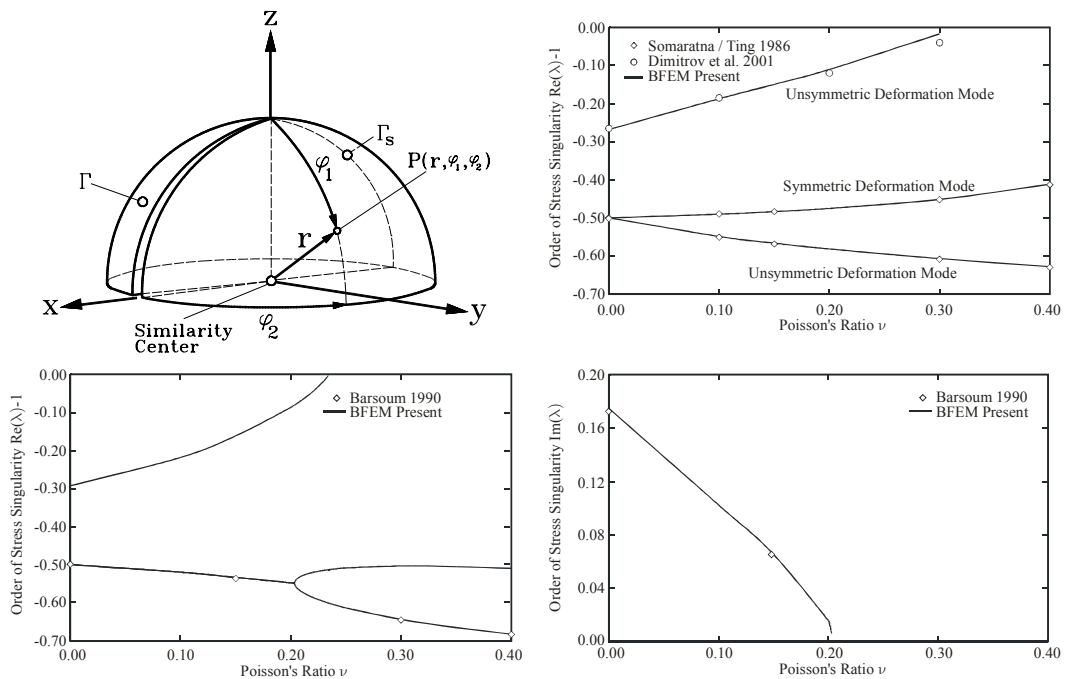 z
Γ
Γs
φ1
P(r,φ1,φ2)
r
x
y
Similarity
Center
φ2
0.00
-0.10
-0.20
-0.30
-0.40
-0.50
-0.60
-0.70
Order of Stress Singularity Re(λ)-1
Somaratna / Ting 1986
Dimitrov et al. 2001
BFEM Present
Unsymmetric Deformation Mode
Symmetric Deformation Mode
Unsymmetric Deformation Mode
0.00 0.10 0.20 0.30 0.40
Poisson's Ratio ν
0.00
-0.10
-0.20
-0.30
-0.40
-0.50
-0.60
-0.70
Order of Stress Singularity Re(λ)-1
Barsoum 1990
BFEM Present
0.00 0.10 0.20 0.30 0.40
Poisson's Ratio ν
0.20
0.16
0.12
0.08
0.04
0.00
Order of Stress Singularity Im(λ)
Barsoum 1990
BFEM Present
0.00 0.10 0.20 0.30 0.40
Poisson's Ratio ν